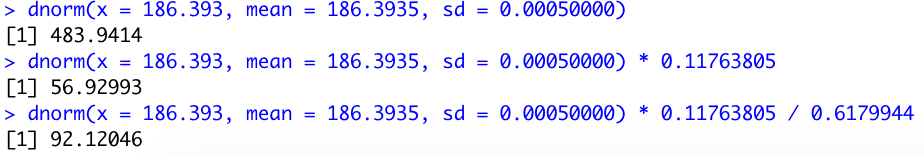 > dnorm(x = 186.393, mean = 186.3935, sd = 0.00050000)
[1] 483.9414
> dnorm(x = 186.393, mean = 186.3935, sd = 0.00050000) * 0.11763805
[1] 56.92993
> dnorm(x = 186.393, mean = 186.3935, sd = 0.00050000) * 0.11763805 / 0.6179944
[1] 92.12046